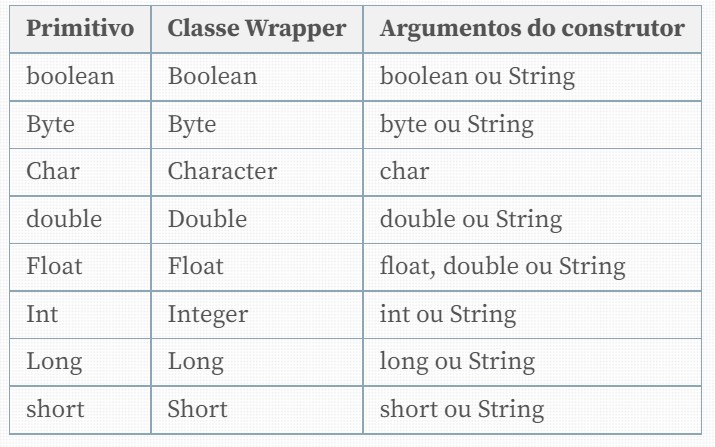 Primitivo Classe Wrapper Argumentos do construtor
boolean Boolean boolean ou String
Byte Byte byte ou String
Char Character char
double Double double ou String
Float Float float, double ou String
Int Integer int ou String
Long Long long ou String
short Short short ou String